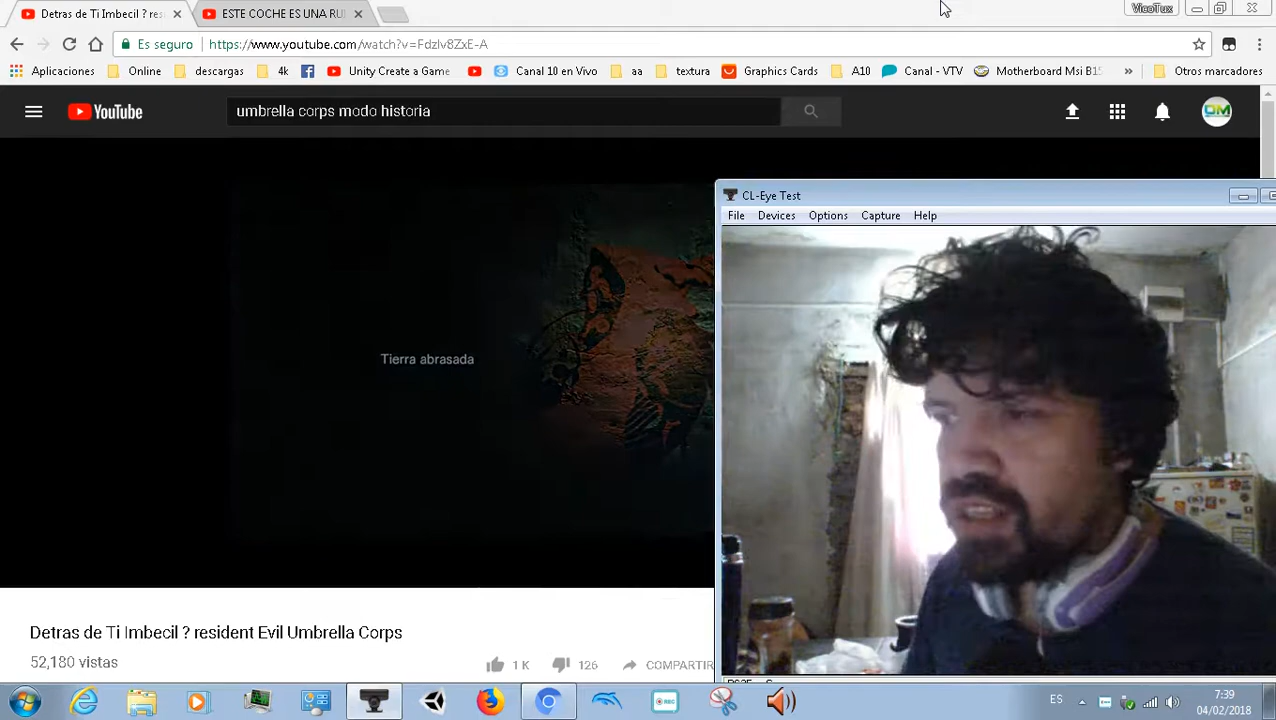 Detras de Ti Imbecil ? res
ESTE COCHE ES UNA RUI
VicoTux
Es seguro
https://www.youtube.com/watch?v=Fdzlv8ZxE-A
Aplicaciones
Online
descargas
4k
Unity Create a Game
Canal 10 en Vivo
aa
textura
Graphics Cards
A10
Canal - VTV
Motherboard Msi B15
»
Otros marcadores
YouTube
umbrella corps modo historia
CL-Eye Test
File Devices Options Capture Help
Tierra abrasada
Detras de Ti Imbecil ? resident Evil Umbrella Corps
52,180 vistas
1 K
126
COMPARTIR
REC
ES
7:39
04/02/2018